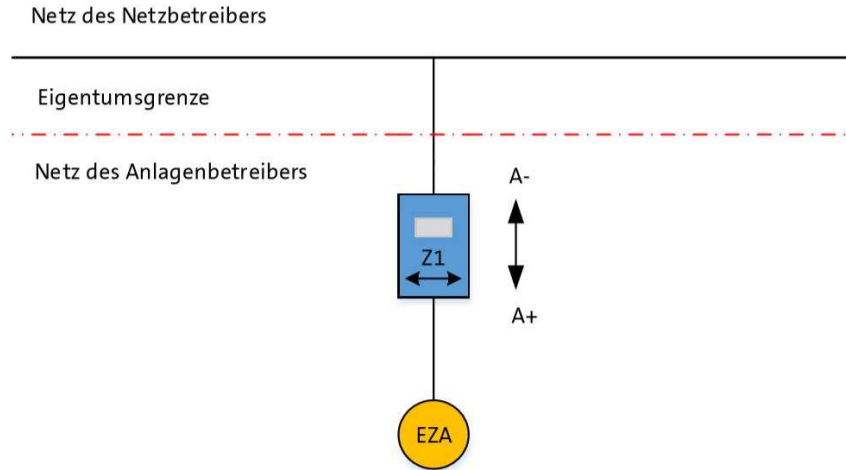 Netz des Netzbetreibers
Eigentumsgrenze
Netz des Anlagenbetreibers
A-
Z1
A+
EZA